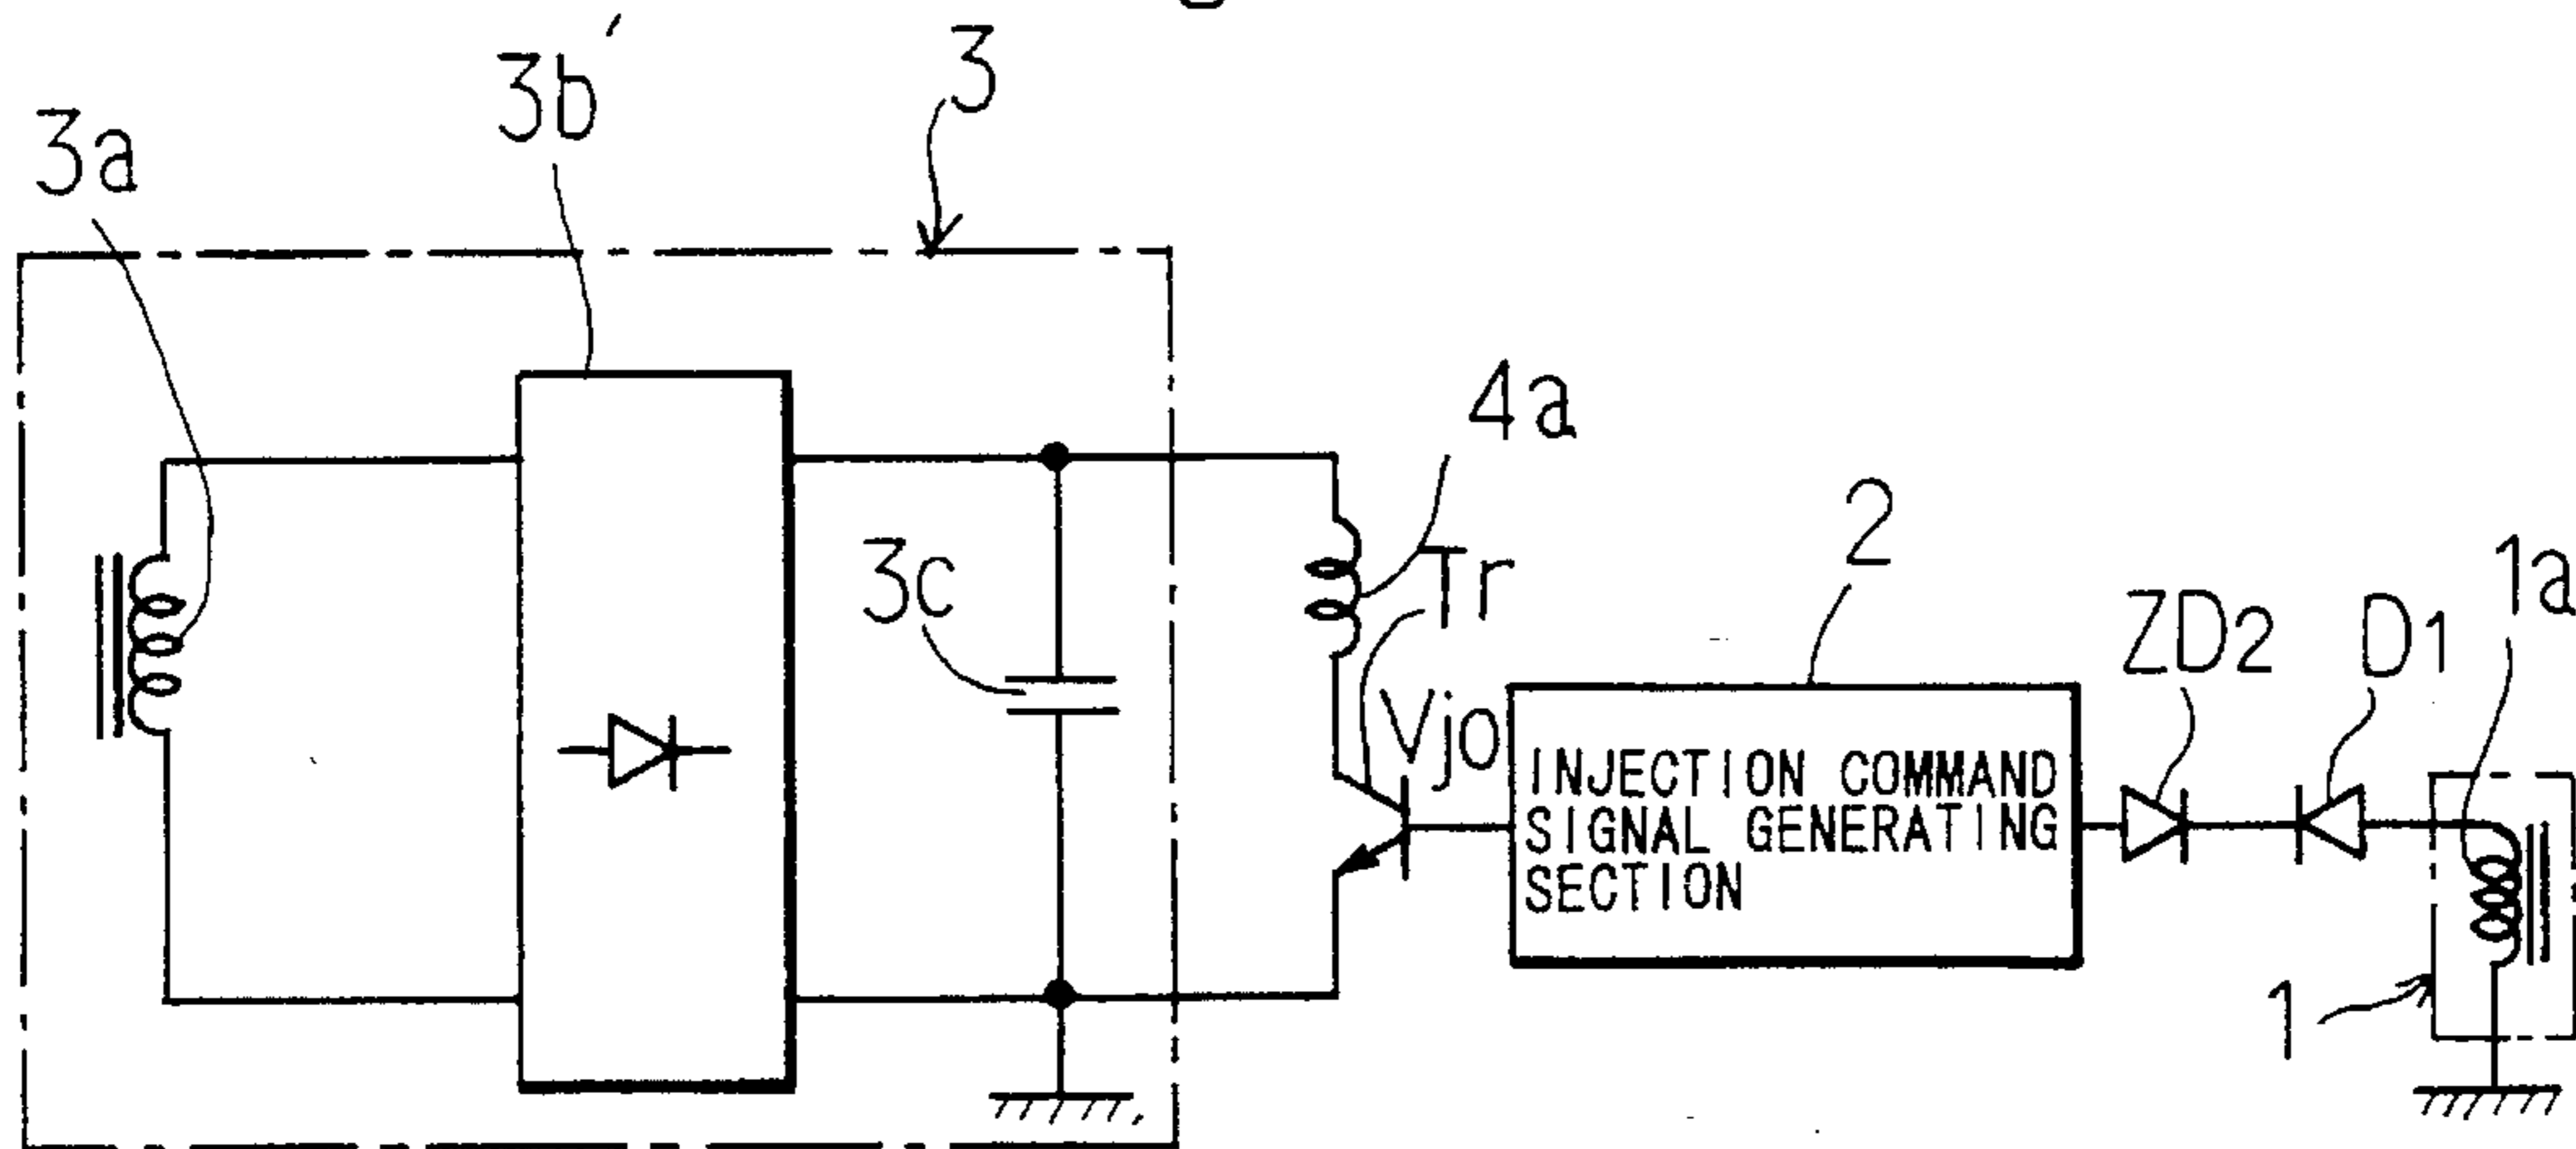 3b′
3
3a
4a
3c
Tr
2
1a
Vjo
ZD2
D1
INJECTION COMMAND
SIGNAL GENERATING
SECTION
1